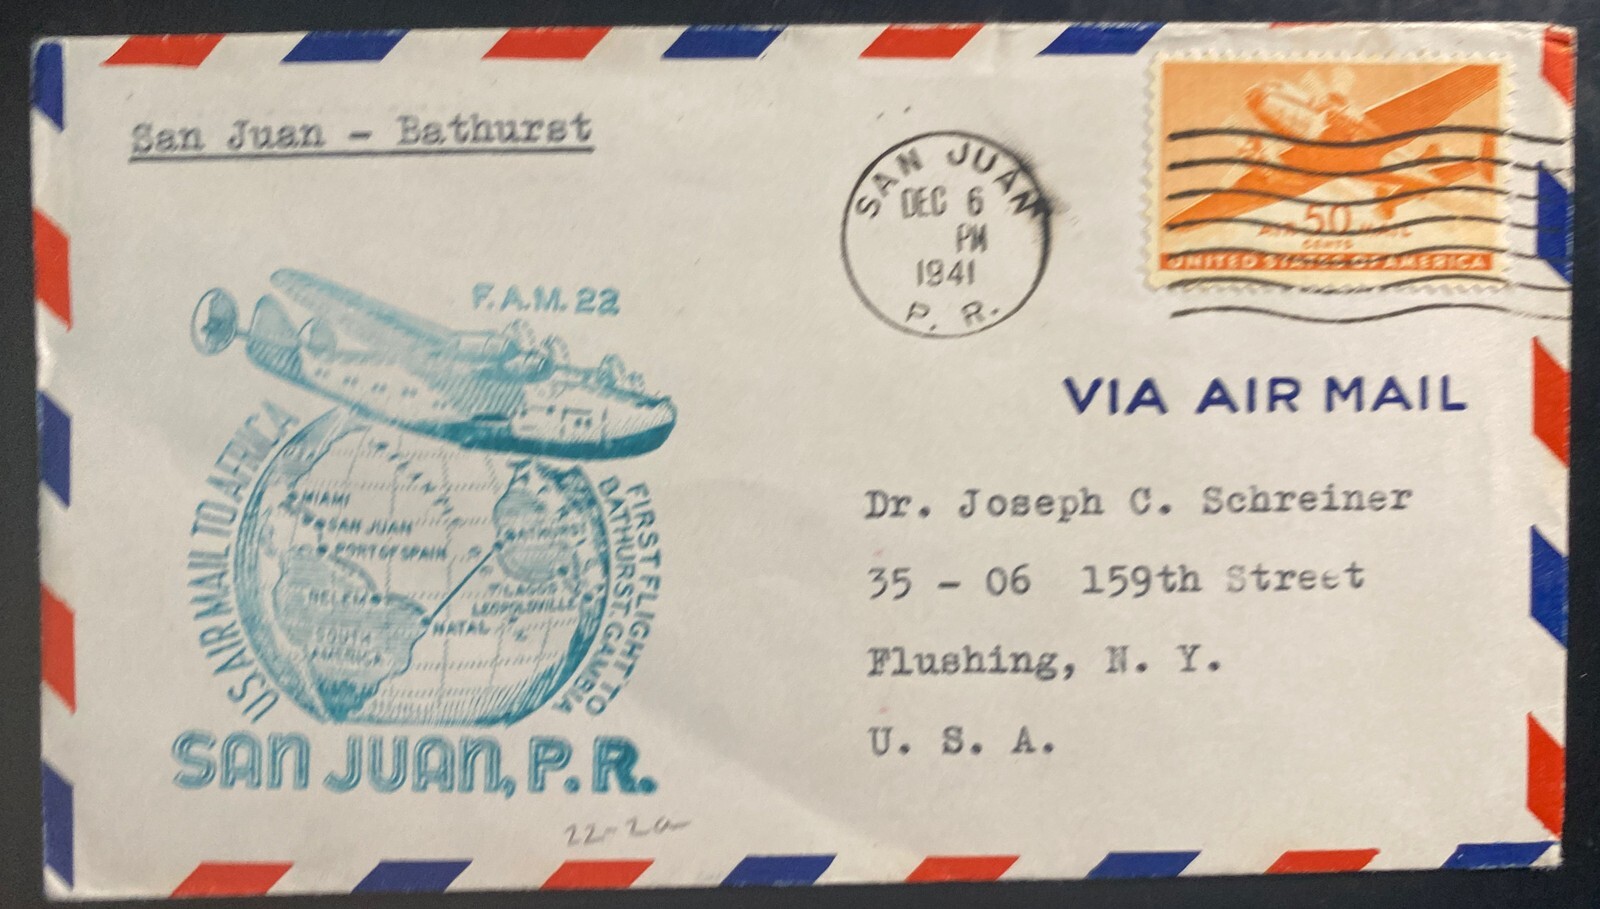 San Juan - Bathurst
SAN JUAN
DEC 6
PM
1941
P. R.
AIR 50 MAIL
CENTS
UNITED STATES OF AMERICA
F.A.M. 22
VIA AIR MAIL
U.S. AIR MAIL TO AFRICA
FIRST FLIGHT TO
BATHURST, GAMBIA
MIAMI
SAN JUAN
PORT OF SPAIN
BATHURST
BELEM
LAGOS
LEOPOLDVILLE
NATAL
SOUTH
AMERICA
SAN JUAN, P.R.
Dr. Joseph C. Schreiner
35 - 06 159th Street
Flushing, N. Y.
U. S. A.